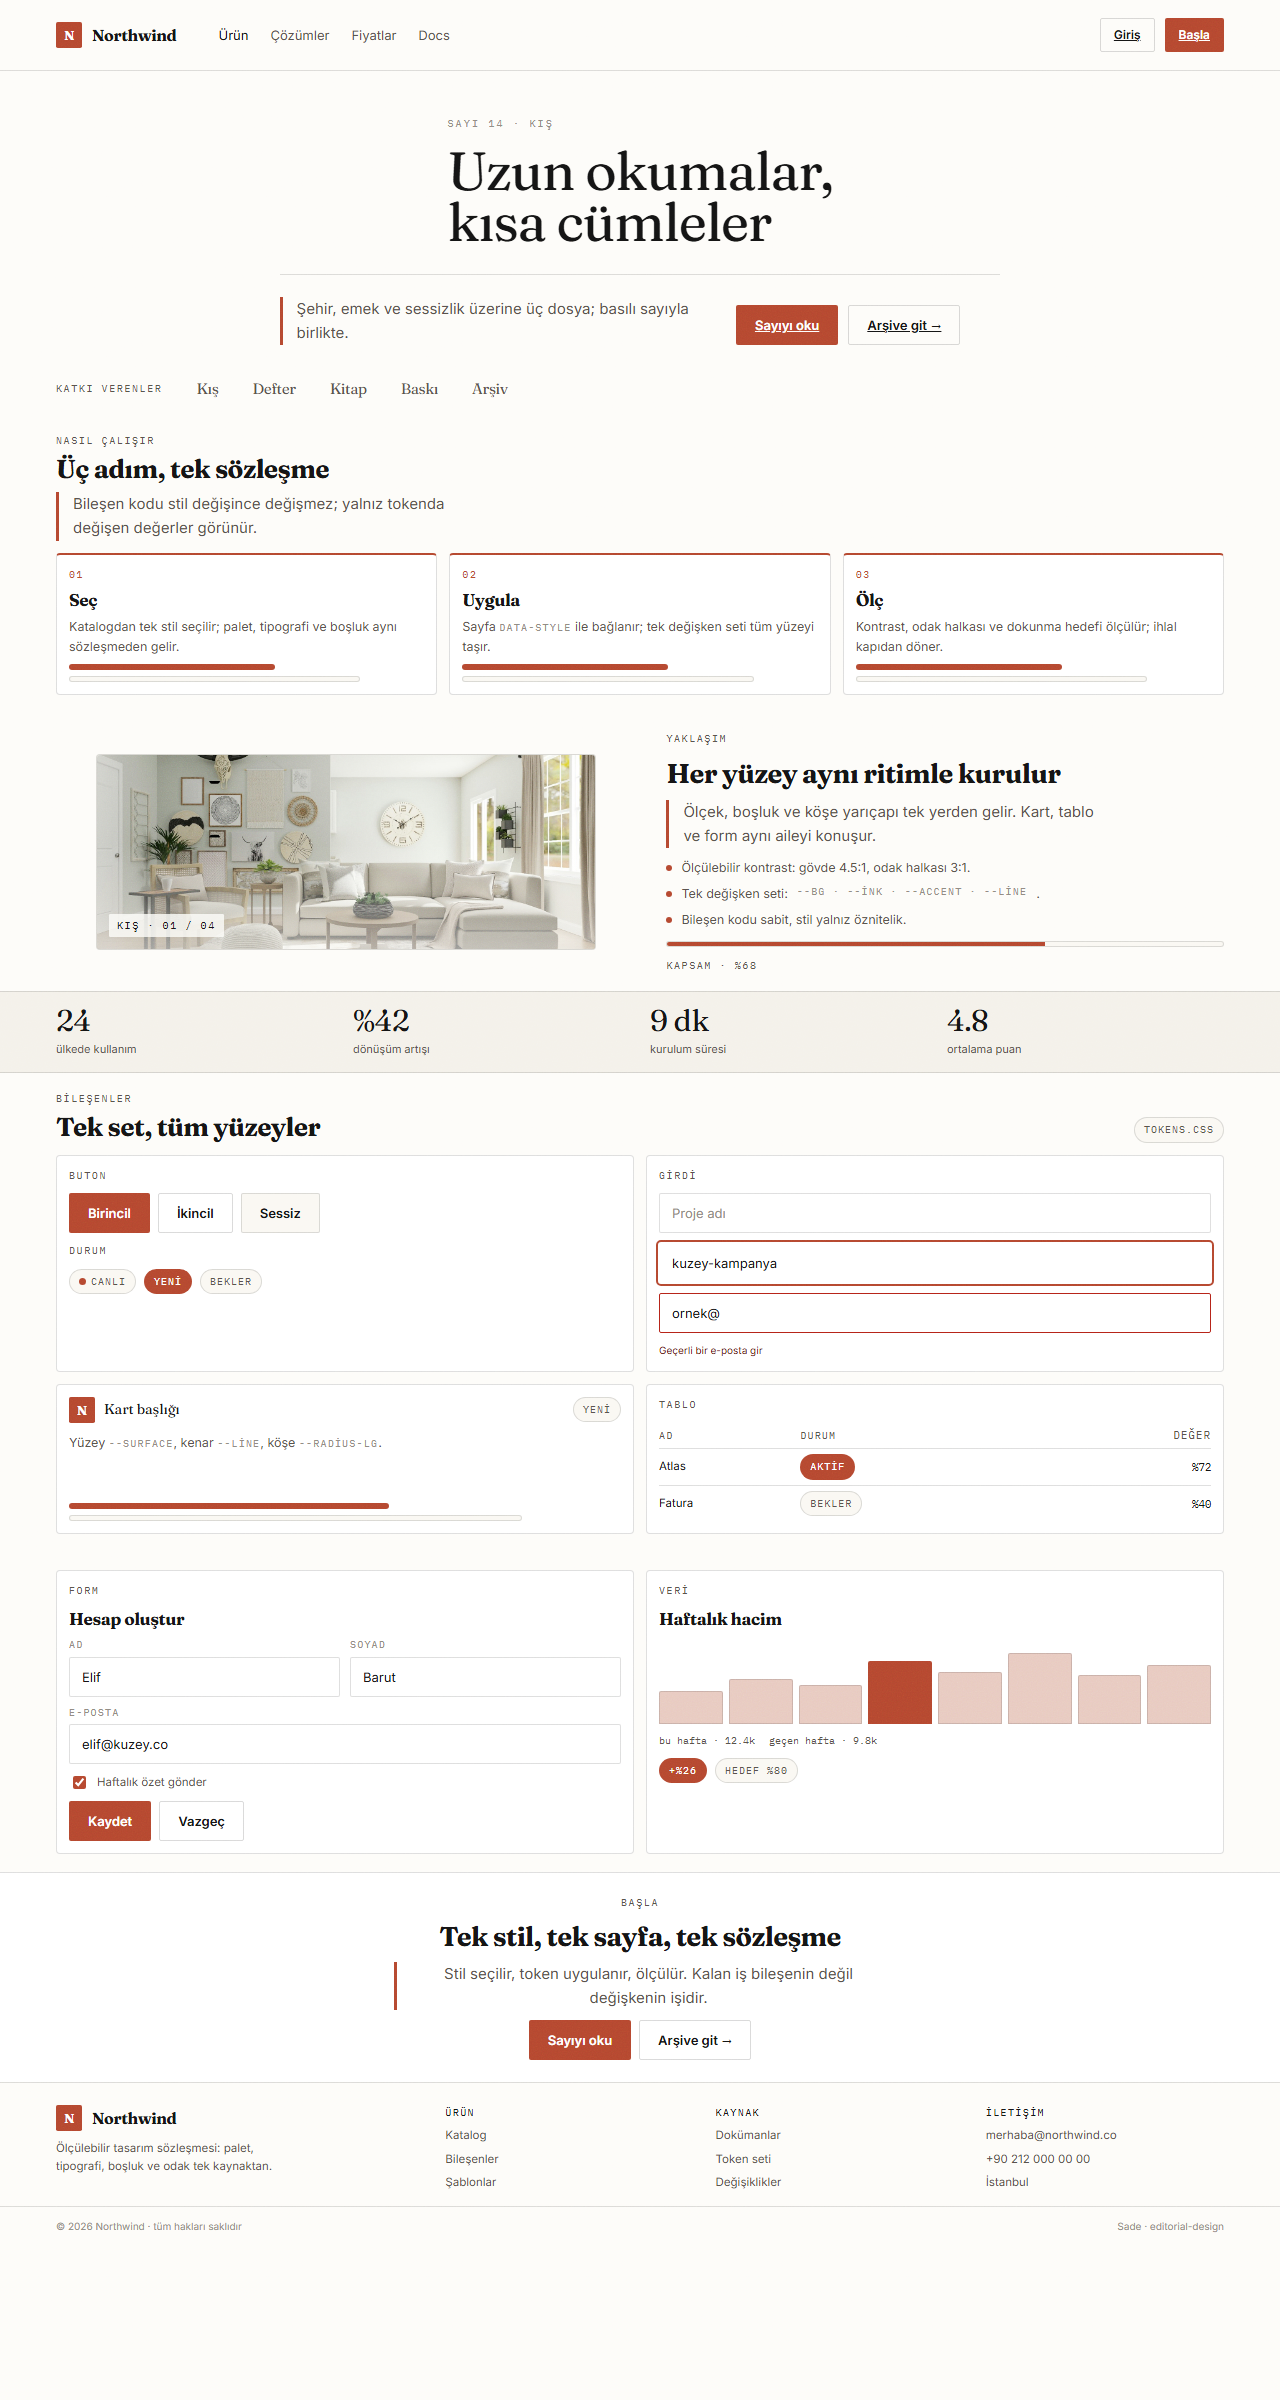 N Northwind Ürün Çözümler Fiyatlar Docs Giriş Başla
SAYI 14 · KIŞ
Uzun okumalar,
kısa cümleler
Şehir, emek ve sessizlik üzerine üç dosya; basılı sayıyla
birlikte.
Sayıyı oku Arşive git →
KATKI VERENLER Kış Defter Kitap Baskı Arşiv
NASIL ÇALIŞIR
Üç adım, tek sözleşme
Bileşen kodu stil değişince değişmez; yalnız tokenda
değişen değerler görünür.
01
Seç
Katalogdan tek stil seçilir; palet, tipografi ve boşluk aynı
sözleşmeden gelir.
02
Uygula
Sayfa DATA-STYLE ile bağlanır; tek değişken seti tüm yüzeyi
taşır.
03
Ölç
Kontrast, odak halkası ve dokunma hedefi ölçülür; ihlal
kapıdan döner.
KIŞ · 01 / 04
YAKLAŞIM
Her yüzey aynı ritimle kurulur
Ölçek, boşluk ve köşe yarıçapı tek yerden gelir. Kart, tablo
ve form aynı aileyi konuşur.
Ölçülebilir kontrast: gövde 4.5:1, odak halkası 3:1.
Tek değişken seti: --BG · --İNK · --ACCENT · --LİNE .
Bileşen kodu sabit, stil yalnız öznitelik.
KAPSAM · %68
24
ülkede kullanım
%42
dönüşüm artışı
9 dk
kurulum süresi
4.8
ortalama puan
BİLEŞENLER
Tek set, tüm yüzeyler
TOKENS.CSS
BUTON
Birincil İkincil Sessiz
DURUM
CANLI YENİ BEKLER
GİRDİ
Proje adı
kuzey-kampanya
ornek@
Geçerli bir e-posta gir
N Kart başlığı YENİ
Yüzey --SURFACE, kenar --LİNE, köşe --RADİUS-LG.
TABLO
AD DURUM DEĞER
Atlas AKTİF %72
Fatura BEKLER %40
FORM
Hesap oluştur
AD SOYAD
Elif Barut
E-POSTA
elif@kuzey.co
Haftalık özet gönder
Kaydet Vazgeç
VERİ
Haftalık hacim
bu hafta · 12.4k geçen hafta · 9.8k
+%26 HEDEF %80
BAŞLA
Tek stil, tek sayfa, tek sözleşme
Stil seçilir, token uygulanır, ölçülür. Kalan iş bileşenin değil
değişkenin işidir.
Sayıyı oku Arşive git →
N Northwind
Ölçülebilir tasarım sözleşmesi: palet,
tipografi, boşluk ve odak tek kaynaktan.
ÜRÜN
Katalog
Bileşenler
Şablonlar
KAYNAK
Dokümanlar
Token seti
Değişiklikler
İLETİŞİM
merhaba@northwind.co
+90 212 000 00 00
İstanbul
© 2026 Northwind · tüm hakları saklıdır
Sade · editorial-design